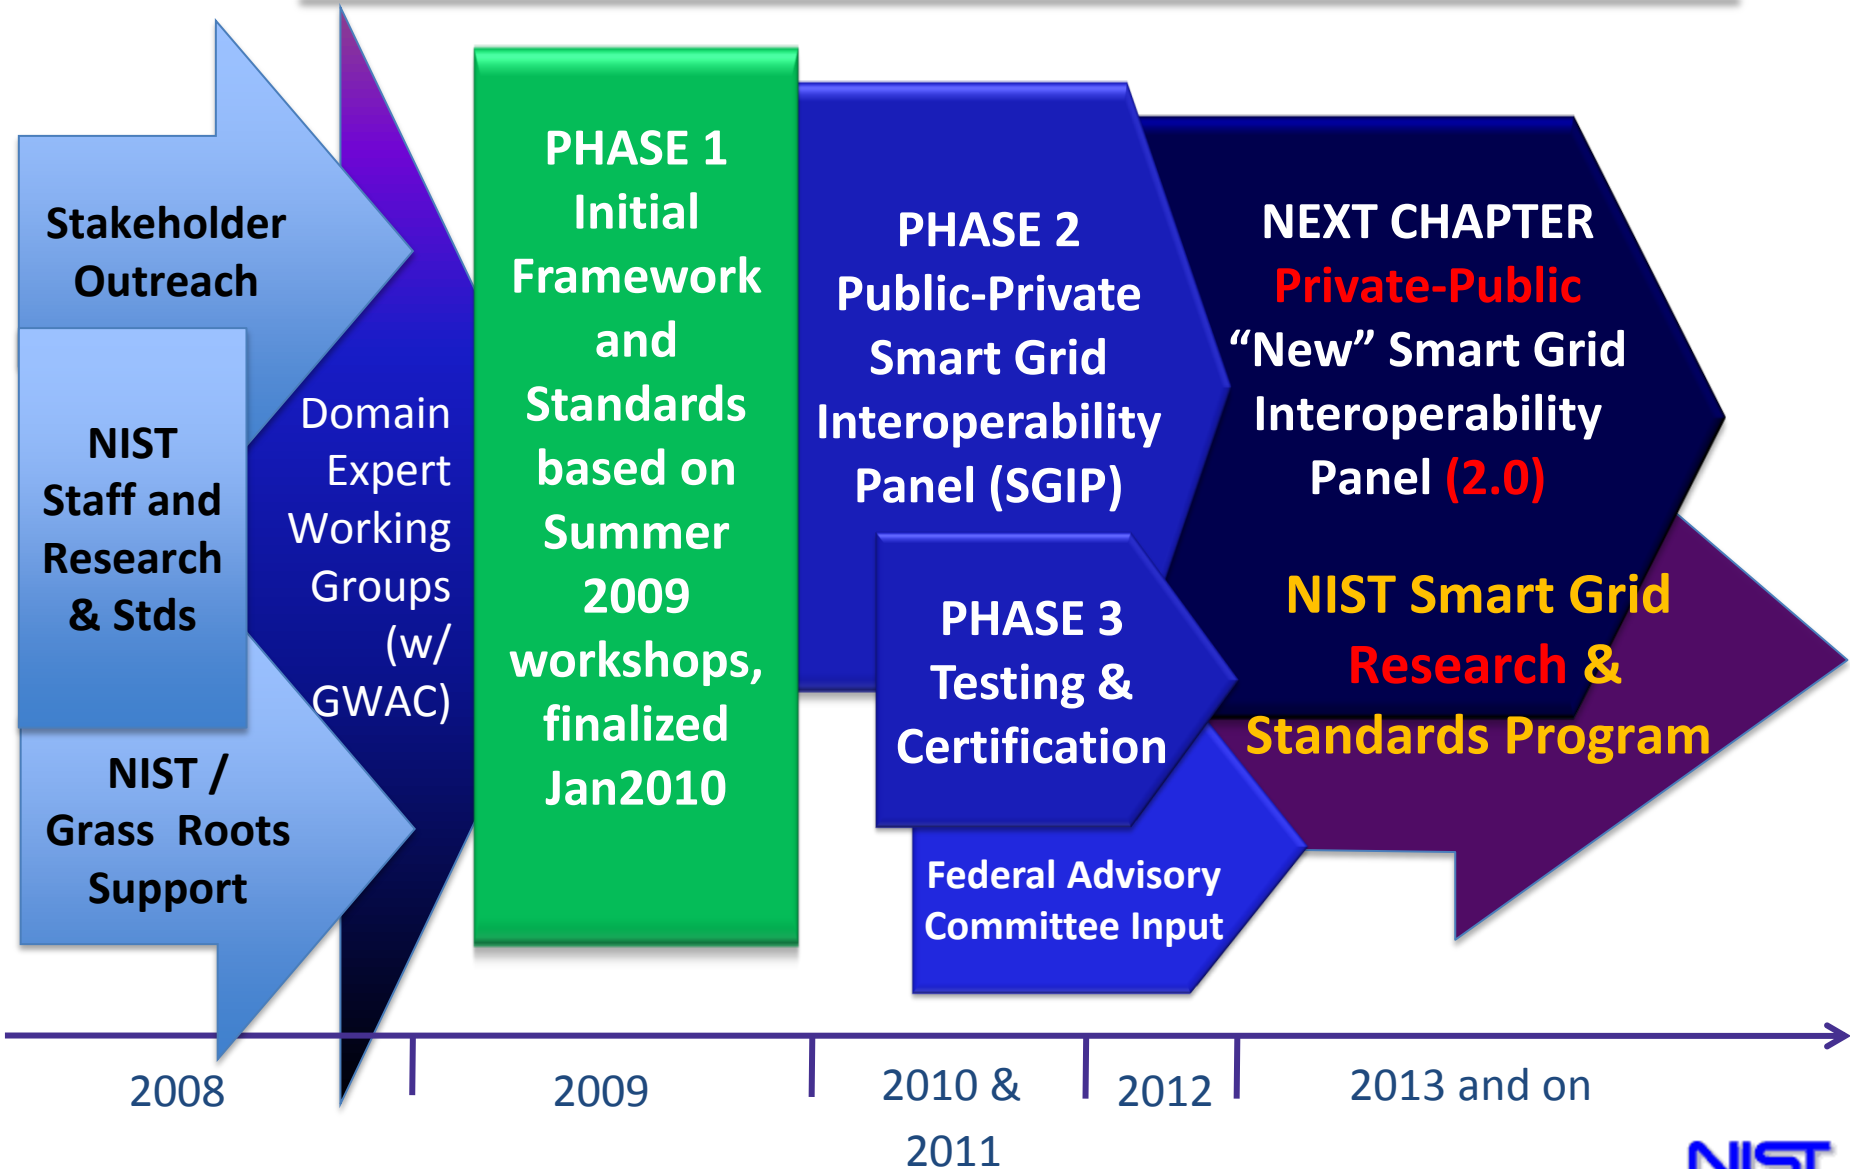 Stakeholder
Outreach
NIST
Staff and
Research
& Stds
NIST /
Grass Roots
Support
Domain
Expert
Working
Groups
(w/
GWAC)
PHASE 1
Initial
Framework
and
Standards
based on
Summer
2009
workshops,
finalized
Jan2010
PHASE 2
Public-Private
Smart Grid
Interoperability
Panel (SGIP)
PHASE 3
Testing &
Certification
Federal Advisory
Committee Input
NEXT CHAPTER
Private-Public
“New” Smart Grid
Interoperability
Panel (2.0)
NIST Smart Grid
Research &
Standards Program
2008
2009
2010 &
2011
2012
2013 and on
NIST